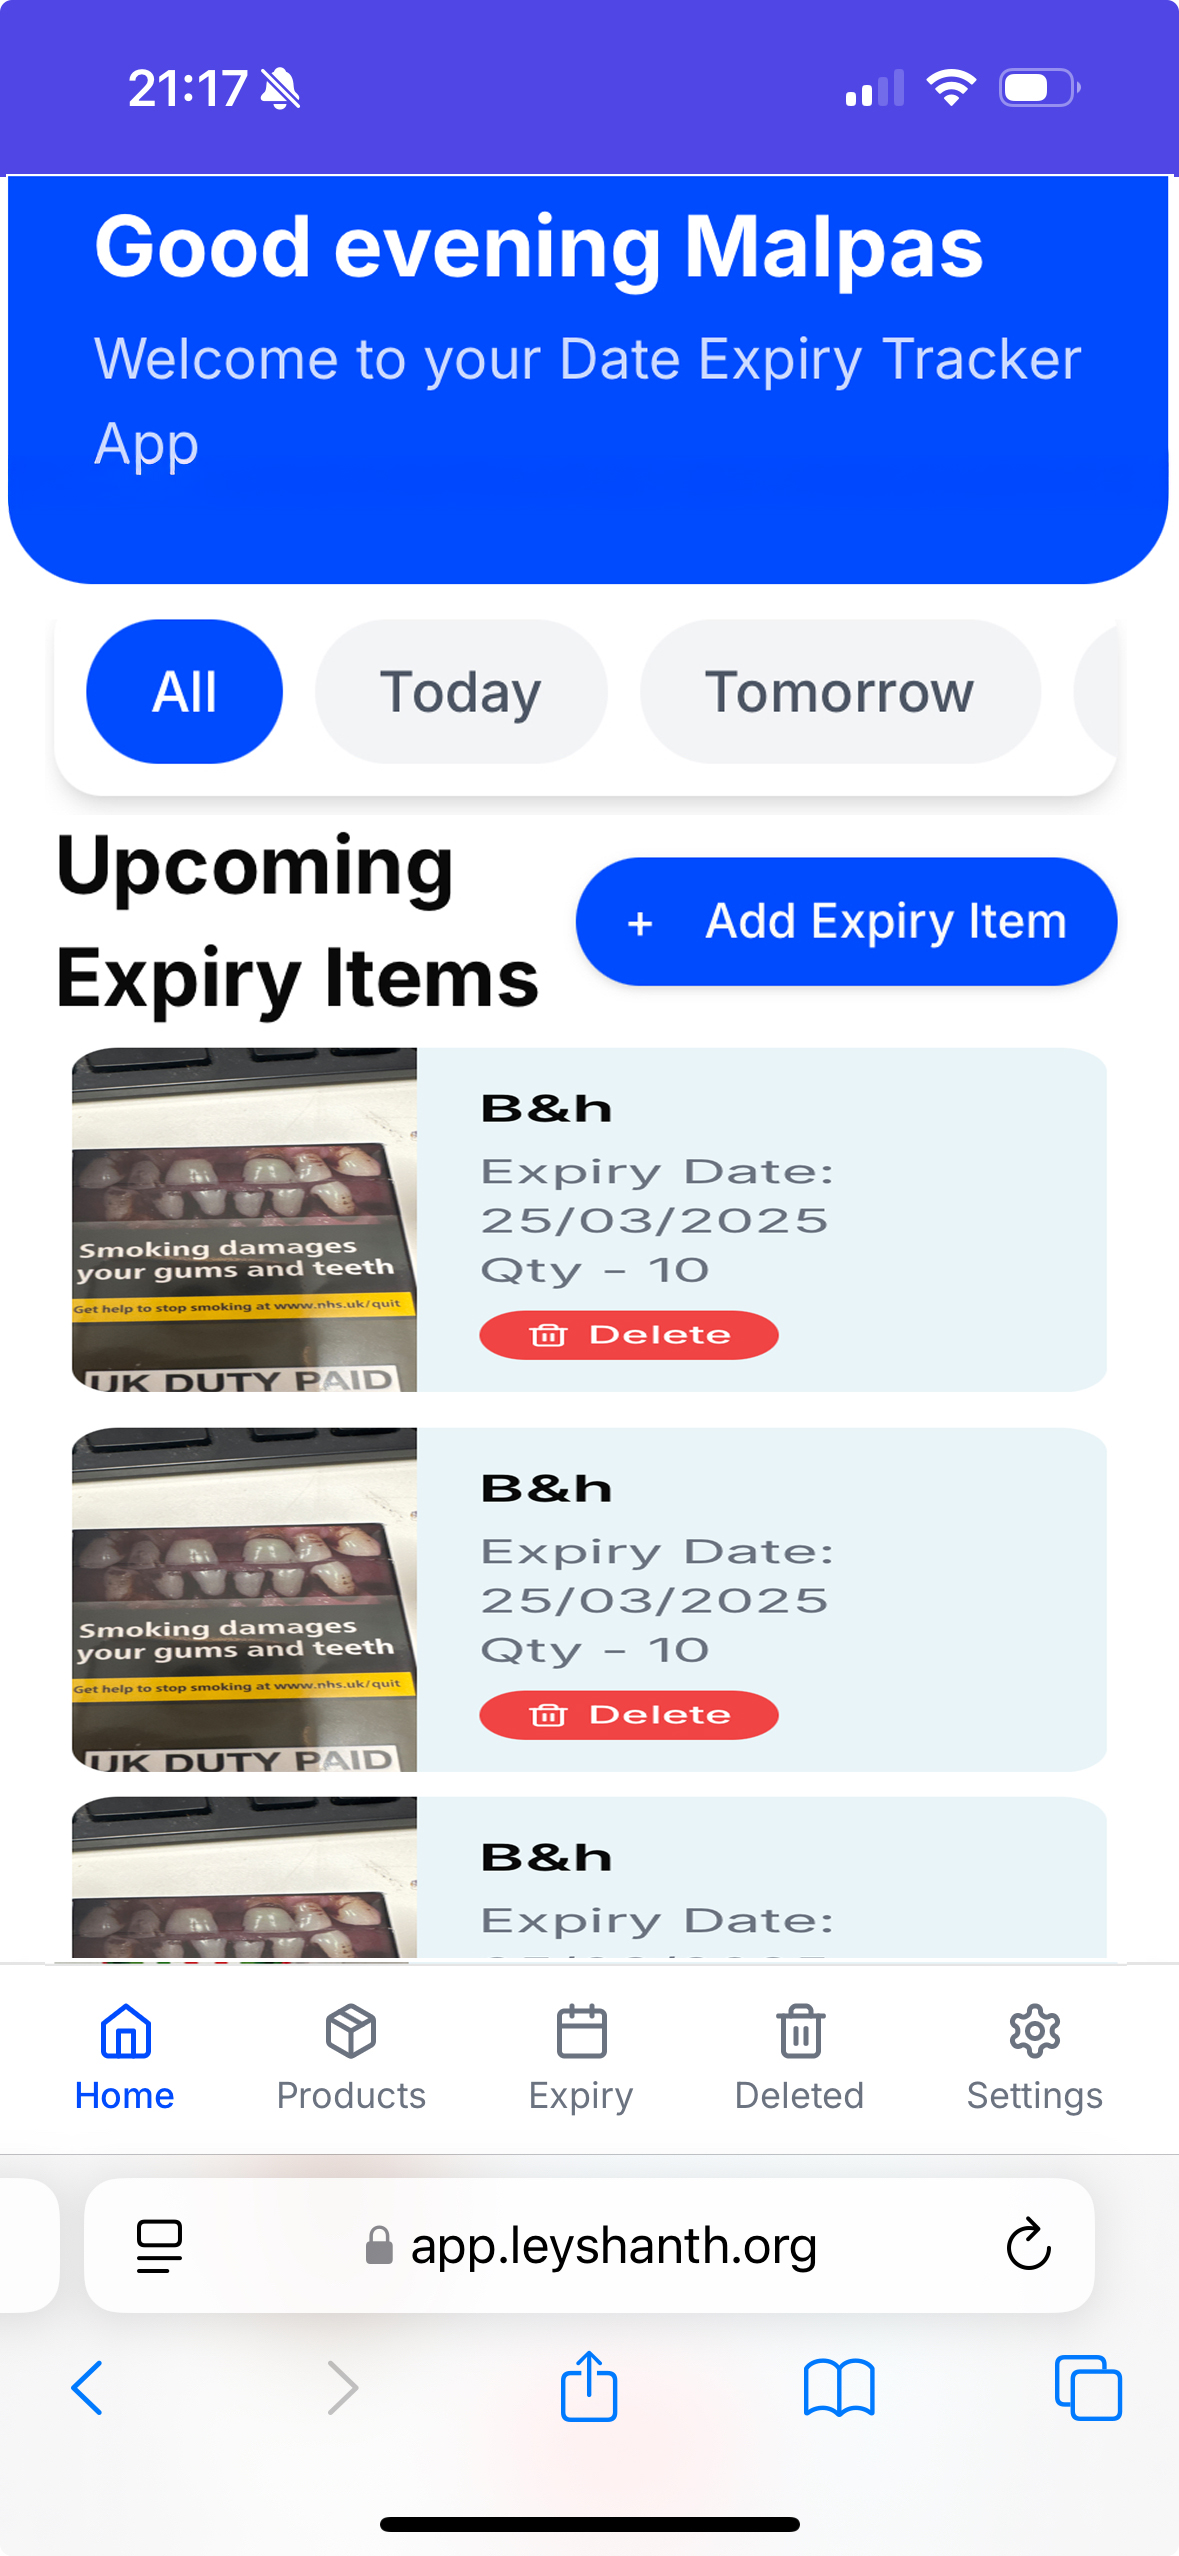 21:17
Good evening Malpas
Welcome to your Date Expiry Tracker
App
All
Today
Tomorrow
Upcoming
Expiry Items
+ Add Expiry Item
Smoking damages
your gums and teeth
Get help to stop smoking at www.nhs.uk/quit
UK DUTY PAID
B&h
Expiry Date:
25/03/2025
Qty - 10
Delete
Smoking damages
your gums and teeth
Get help to stop smoking at www.nhs.uk/quit
UK DUTY PAID
B&h
Expiry Date:
25/03/2025
Qty - 10
Delete
B&h
Expiry Date:
Home
Products
Expiry
Deleted
Settings
app.leyshanth.org